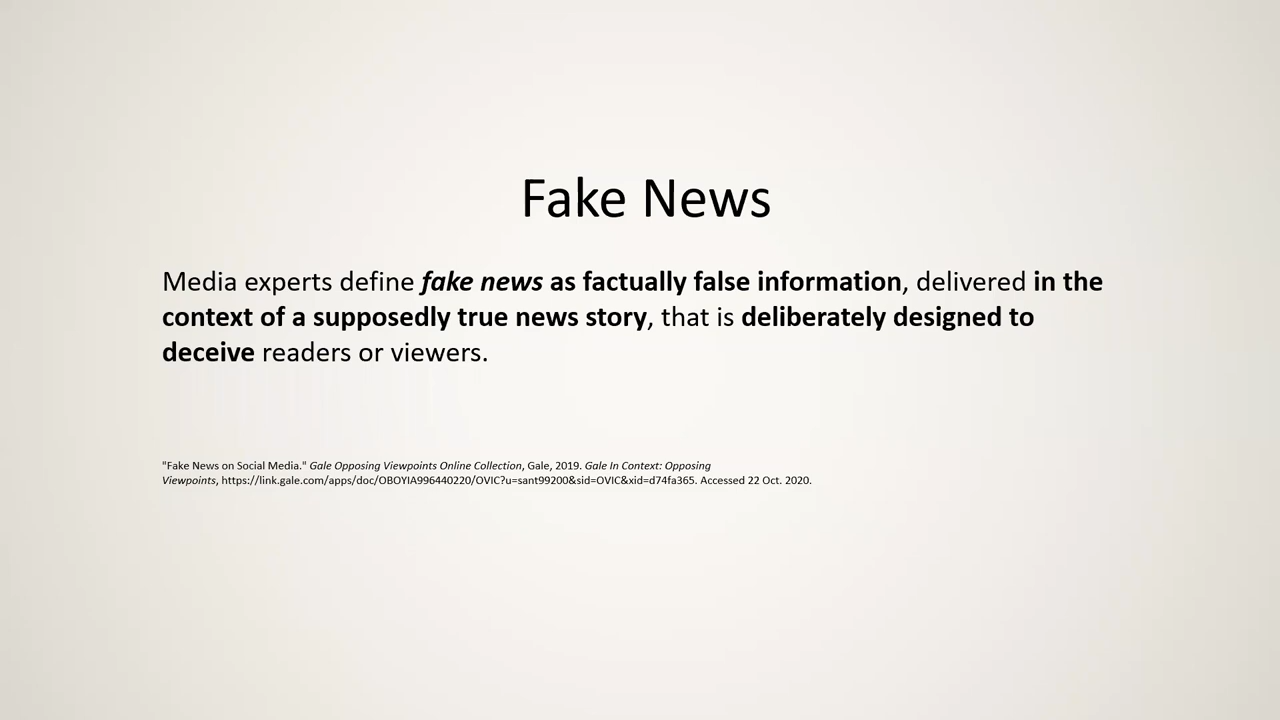 Fake News
Media experts define fake news as factually false information, delivered in the
context of a supposedly true news story, that is deliberately designed to
deceive readers or viewers.
"Fake News on Social Media." Gale Opposing Viewpoints Online Collection, Gale, 2019. Gale In Context: Opposing
Viewpoints, https://link.gale.com/apps/doc/OBOYIA996440220/OVIC?u=sant99200&sid=OVIC&xid=d74fa365. Accessed 22 Oct. 2020.